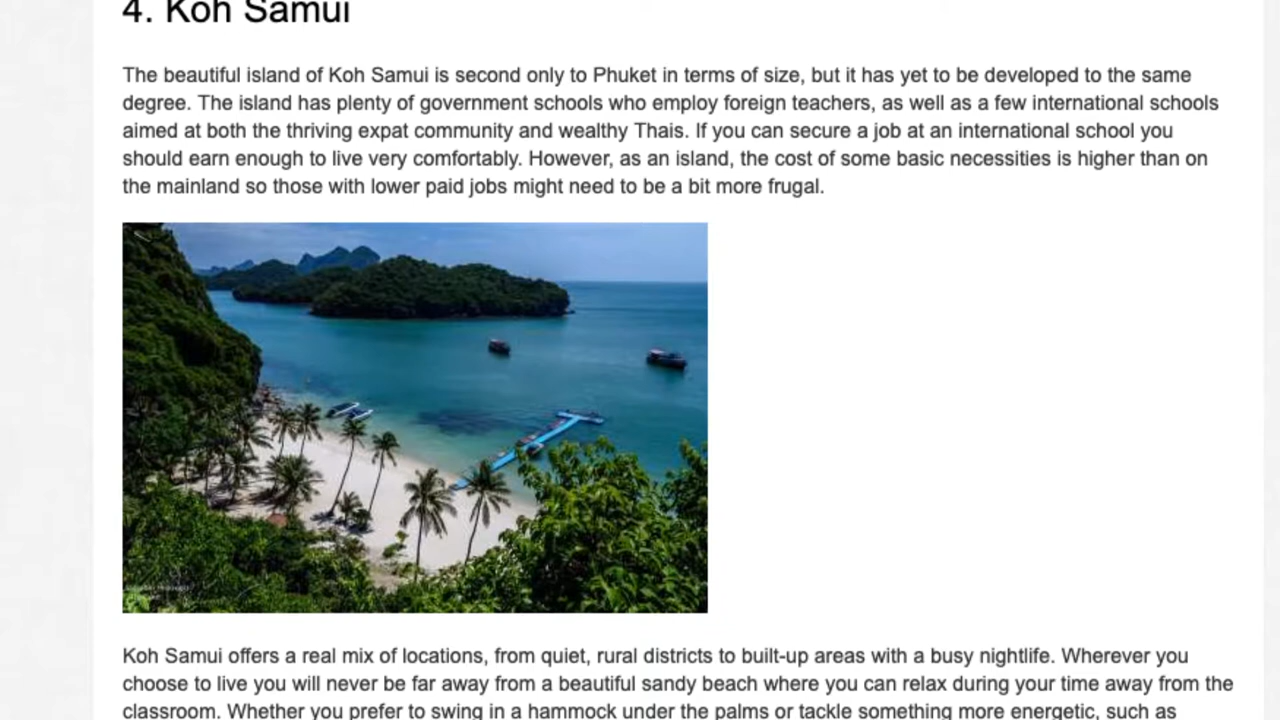 4. Koh Samui
The beautiful island of Koh Samui is second only to Phuket in terms of size, but it has yet to be developed to the same
degree. The island has plenty of government schools who employ foreign teachers, as well as a few international schools
aimed at both the thriving expat community and wealthy Thais. If you can secure a job at an international school you
should earn enough to live very comfortably. However, as an island, the cost of some basic necessities is higher than on
the mainland so those with lower paid jobs might need to be a bit more frugal.
Koh Samui offers a real mix of locations, from quiet, rural districts to built-up areas with a busy nightlife. Wherever you
choose to live you will never be far away from a beautiful sandy beach where you can relax during your time away from the
classroom. Whether you prefer to swing in a hammock under the palms or tackle something more energetic, such as